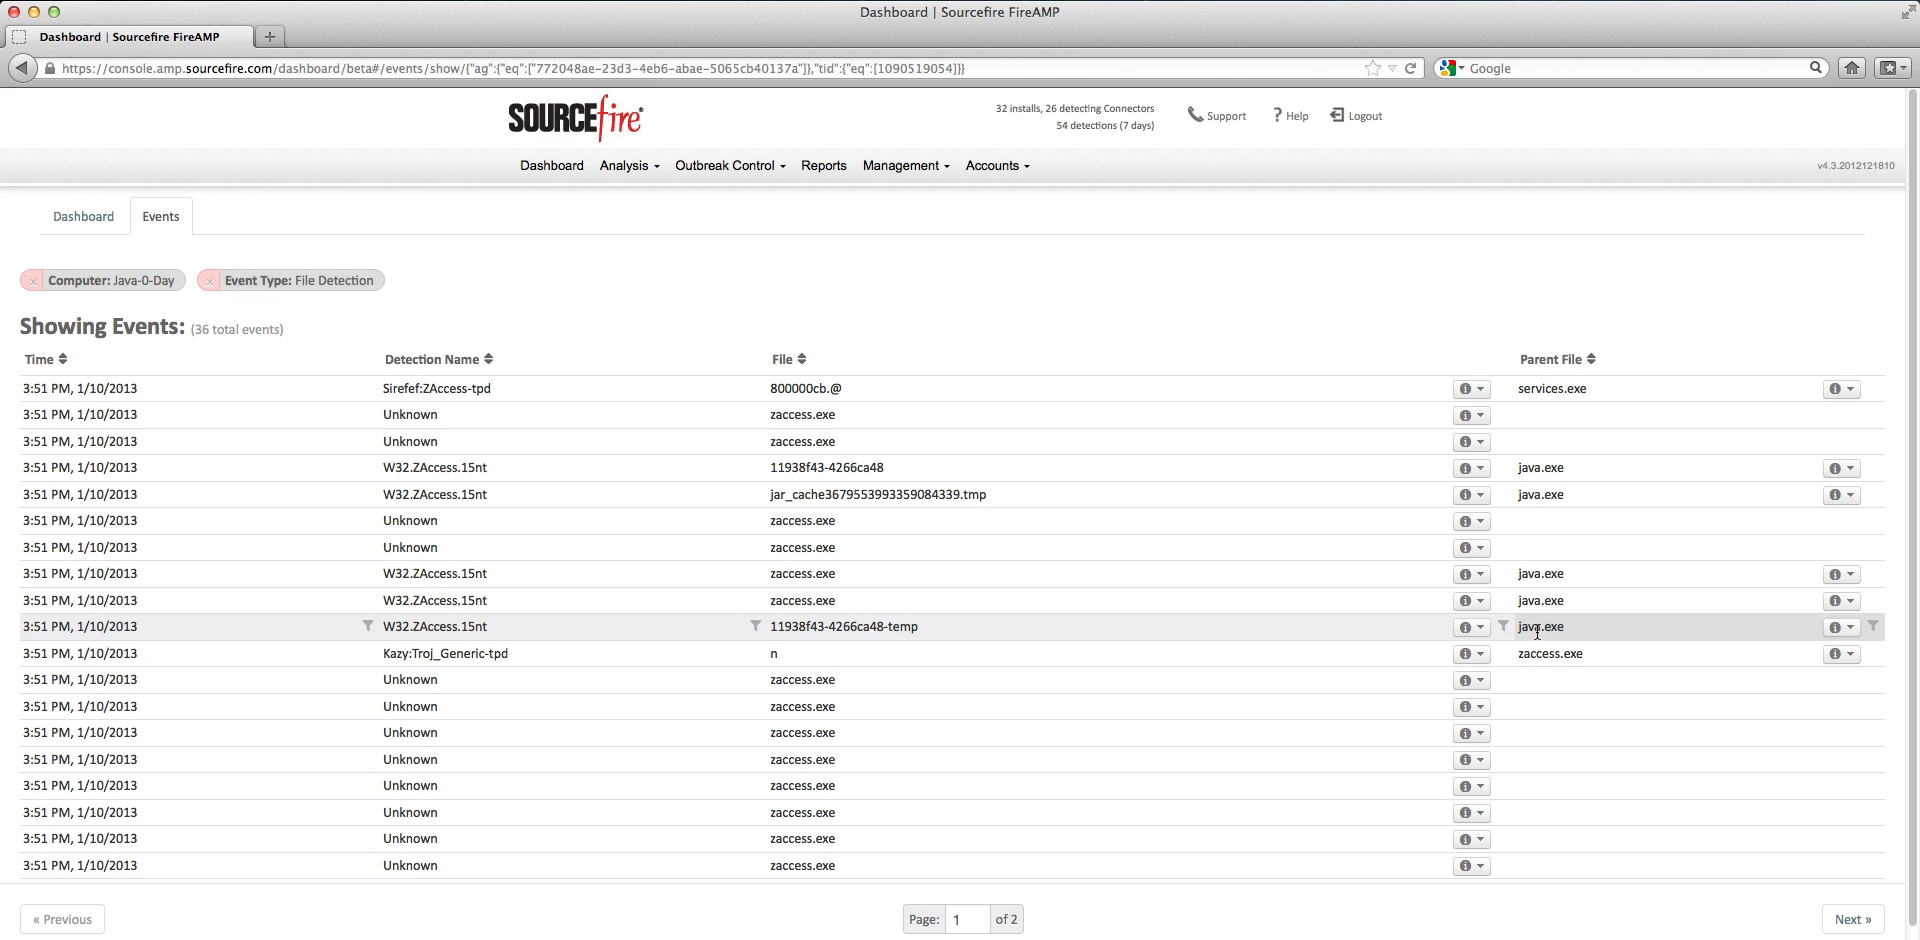 Dashboard | Sourcefire FireAMP
Dashboard | Sourcefire FireAMP
https://console.amp.sourcefire.com/dashboard/beta#/events/show/{"ag":{"eq":["772048ae-23d3-4eb6-abae-5065cb40137a"]},"tid":{"eq":[1090519054]}}
Google
SOURCEfire
32 installs, 26 detecting Connectors
54 detections (7 days)
Support
? Help
Logout
Dashboard Analysis Outbreak Control Reports Management Accounts
v4.3.2012121810
Dashboard Events
× Computer: Java-0-Day × Event Type: File Detection
Showing Events: (36 total events)
Time Detection Name File Parent File
3:51 PM, 1/10/2013 Sirefef:ZAccess-tpd 800000cb.@ services.exe
3:51 PM, 1/10/2013 Unknown zaccess.exe
3:51 PM, 1/10/2013 Unknown zaccess.exe
3:51 PM, 1/10/2013 W32.ZAccess.15nt 11938f43-4266ca48 java.exe
3:51 PM, 1/10/2013 W32.ZAccess.15nt jar_cache3679553993359084339.tmp java.exe
3:51 PM, 1/10/2013 Unknown zaccess.exe
3:51 PM, 1/10/2013 Unknown zaccess.exe
3:51 PM, 1/10/2013 W32.ZAccess.15nt zaccess.exe java.exe
3:51 PM, 1/10/2013 W32.ZAccess.15nt zaccess.exe java.exe
3:51 PM, 1/10/2013 W32.ZAccess.15nt 11938f43-4266ca48-temp java.exe
3:51 PM, 1/10/2013 Kazy:Troj_Generic-tpd n zaccess.exe
3:51 PM, 1/10/2013 Unknown zaccess.exe
3:51 PM, 1/10/2013 Unknown zaccess.exe
3:51 PM, 1/10/2013 Unknown zaccess.exe
3:51 PM, 1/10/2013 Unknown zaccess.exe
3:51 PM, 1/10/2013 Unknown zaccess.exe
3:51 PM, 1/10/2013 Unknown zaccess.exe
3:51 PM, 1/10/2013 Unknown zaccess.exe
3:51 PM, 1/10/2013 Unknown zaccess.exe
« Previous Page: 1 of 2 Next »